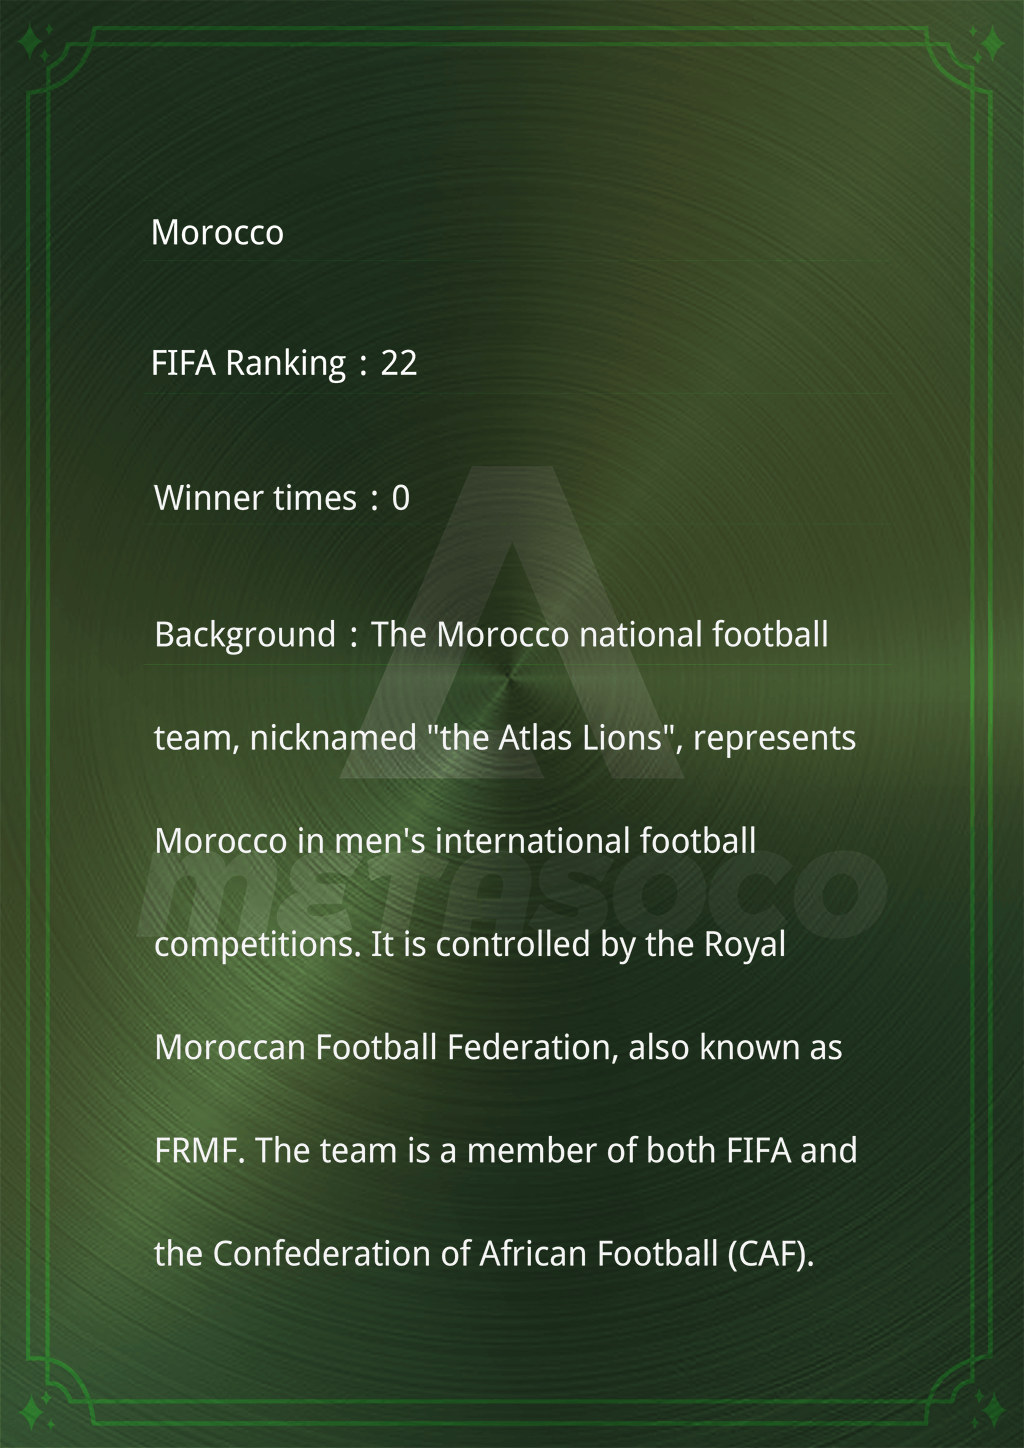 Morocco
FIFA Ranking : 22
Winner times : 0
Background : The Morocco national football
team, nicknamed "the Atlas Lions", represents
Morocco in men's international football
METASOCO
competitions. It is controlled by the Royal
Moroccan Football Federation, also known as
FRMF. The team is a member of both FIFA and
the Confederation of African Football (CAF).